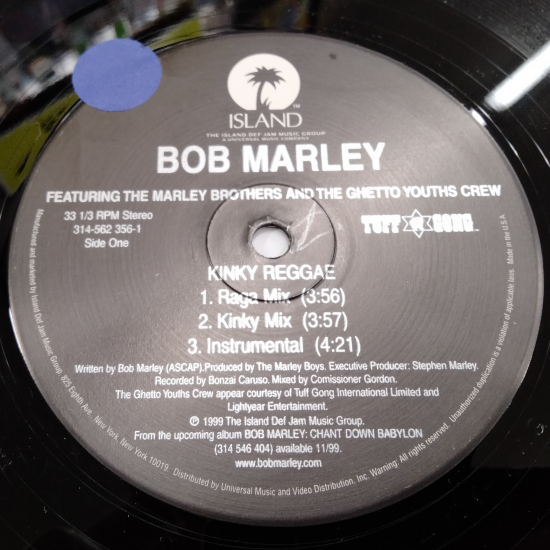 ISLAND
THE ISLAND DEF JAM MUSIC GROUP
A UNIVERSAL MUSIC COMPANY
BOB MARLEY
FEATURING THE MARLEY BROTHERS AND THE GHETTO YOUTHS CREW
33 1/3 RPM Stereo
314-562 356-1
Side One
TUFF GONG
KINKY REGGAE
1. Raga Mix (3:56)
2. Kinky Mix (3:57)
3. Instrumental (4:21)
Written by Bob Marley (ASCAP).Produced by The Marley Boys. Executive Producer: Stephen Marley.
Recorded by Bonzai Caruso. Mixed by Comissioner Gordon.
The Ghetto Youths Crew appear courtesy of Tuff Gong International Limited and
Lightyear Entertainment.
℗ 1999 The Island Def Jam Music Group.
From the upcoming album BOB MARLEY: CHANT DOWN BABYLON
(314 546 404) available 11/99.
www.bobmarley.com
Manufactured and marketed by Island Def Jam Music Group, 825 Eighth Ave., New York, New York 10019. Distributed by Universal Music and Video Distribution, Inc. Warning: All rights reserved. Unauthorized duplication is a violation of applicable laws. Made in the U.S.A.